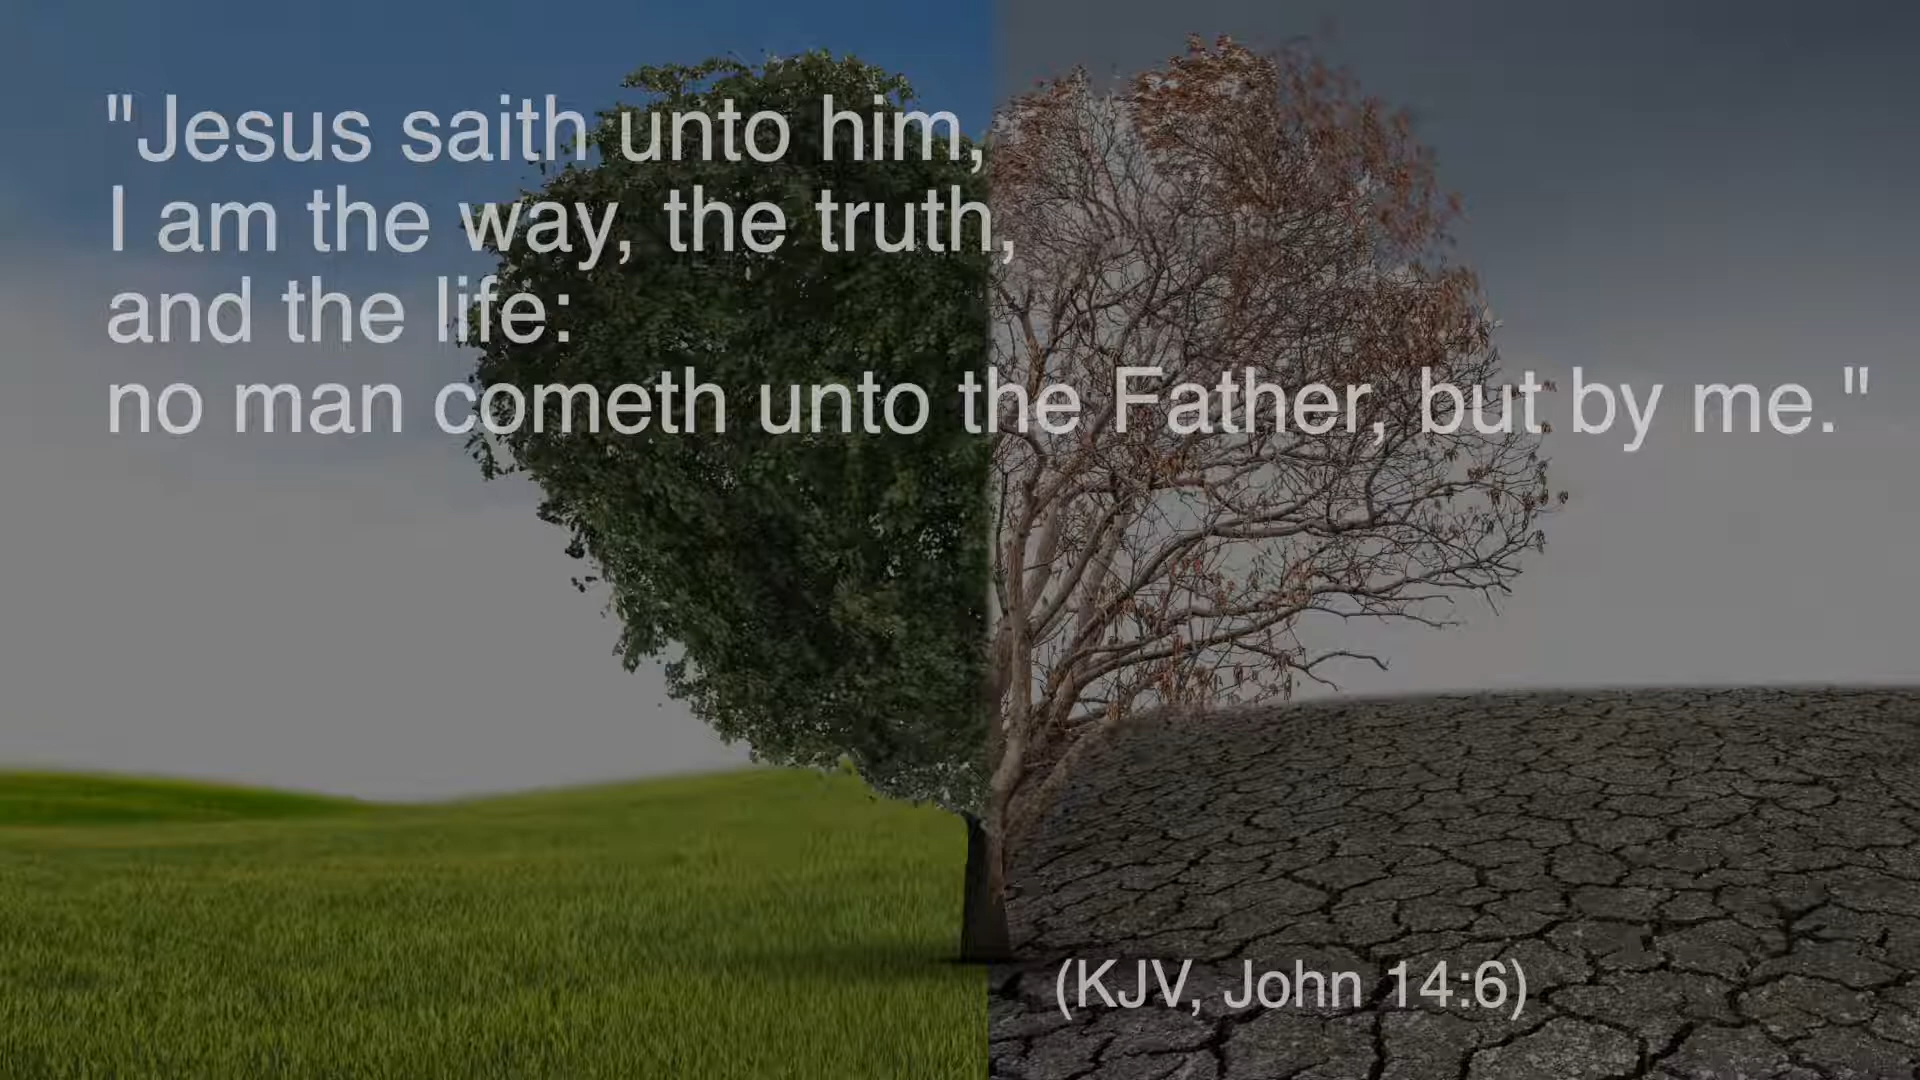 "Jesus saith unto him,
I am the way, the truth,
and the life:
no man cometh unto the Father, but by me."
(KJV, John 14:6)